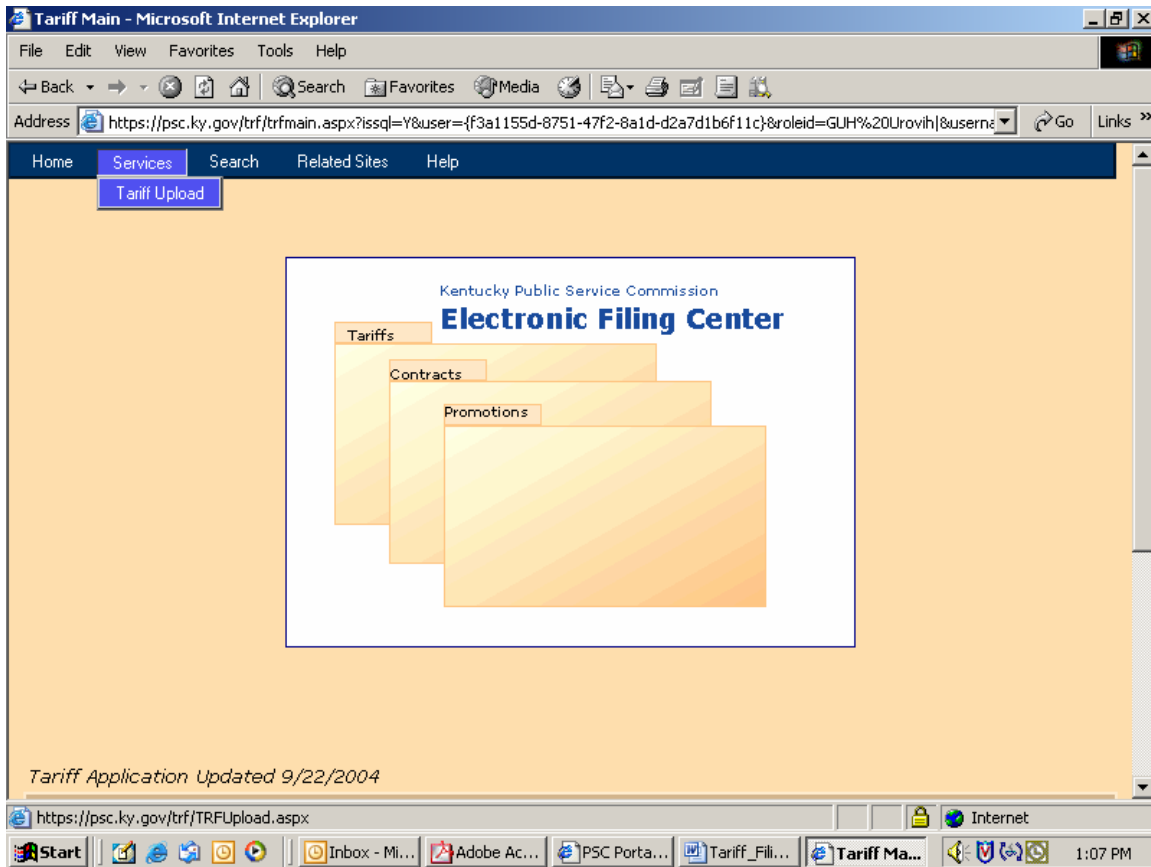 Tariff Main - Microsoft Internet Explorer
File Edit View Favorites Tools Help
Back Search Favorites Media
Address https://psc.ky.gov/trf/trfmain.aspx?issql=Y&user={f3a1155d-8751-47f2-8a1d-d2a7d1b6f11c}&roleid=GUH%20Urovih|&userna Go Links »
Home Services Search Related Sites Help
Tariff Upload
Kentucky Public Service Commission
Electronic Filing Center
Tariffs
Contracts
Promotions
Tariff Application Updated 9/22/2004
https://psc.ky.gov/trf/TRFUpload.aspx Internet
Start Inbox - Mi... Adobe Ac... PSC Porta... Tariff_Fili... Tariff Ma... 1:07 PM